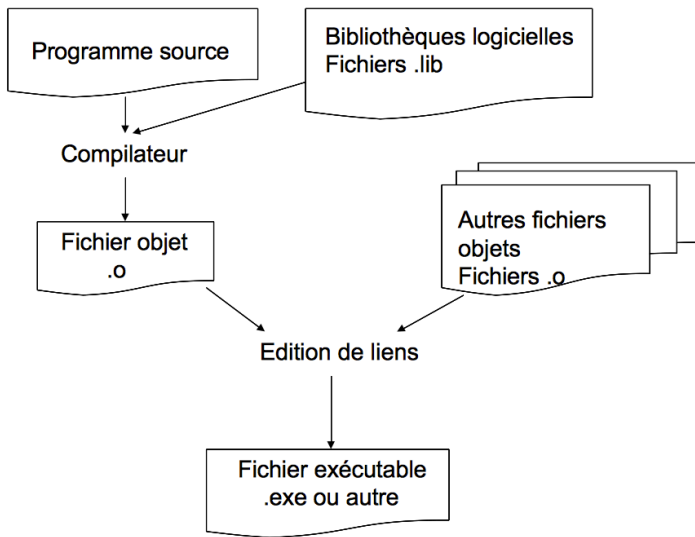 Programme source
Bibliothèques logicielles
Fichiers .lib
Compilateur
Fichier objet
.o
Autres fichiers
objets
Fichiers .o
Edition de liens
Fichier exécutable
.exe ou autre